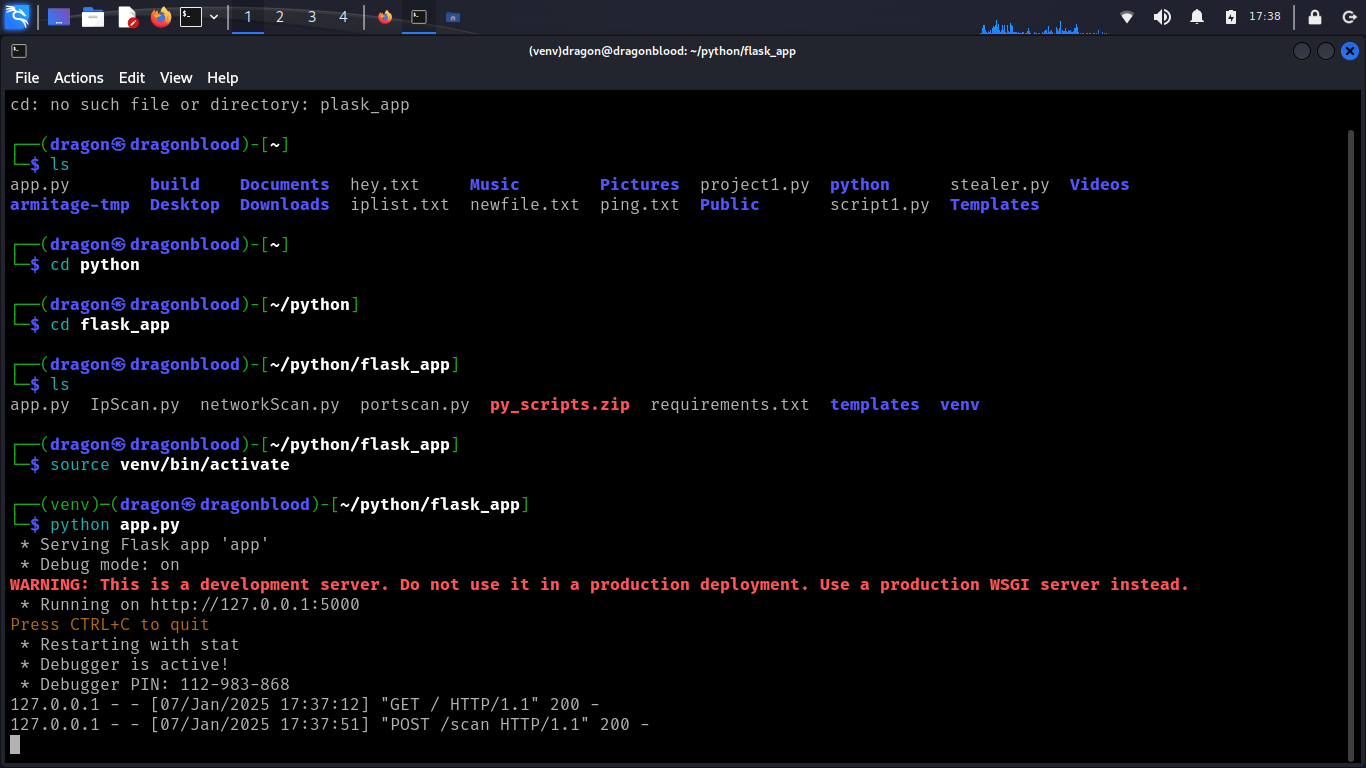 1 2 3 4 17:38
(venv)dragon@dragonblood: ~/python/flask_app
File Actions Edit View Help
cd: no such file or directory: plask_app
┌──(dragon㉿dragonblood)-[~]
└─$ ls
app.py build Documents hey.txt Music Pictures project1.py python stealer.py Videos
armitage-tmp Desktop Downloads iplist.txt newfile.txt ping.txt Public script1.py Templates
┌──(dragon㉿dragonblood)-[~]
└─$ cd python
┌──(dragon㉿dragonblood)-[~/python]
└─$ cd flask_app
┌──(dragon㉿dragonblood)-[~/python/flask_app]
└─$ ls
app.py IpScan.py networkScan.py portscan.py py_scripts.zip requirements.txt templates venv
┌──(dragon㉿dragonblood)-[~/python/flask_app]
└─$ source venv/bin/activate
┌──(venv)─(dragon㉿dragonblood)-[~/python/flask_app]
└─$ python app.py
* Serving Flask app 'app'
* Debug mode: on
WARNING: This is a development server. Do not use it in a production deployment. Use a production WSGI server instead.
* Running on http://127.0.0.1:5000
Press CTRL+C to quit
* Restarting with stat
* Debugger is active!
* Debugger PIN: 112-983-868
127.0.0.1 - - [07/Jan/2025 17:37:12] "GET / HTTP/1.1" 200 -
127.0.0.1 - - [07/Jan/2025 17:37:51] "POST /scan HTTP/1.1" 200 -